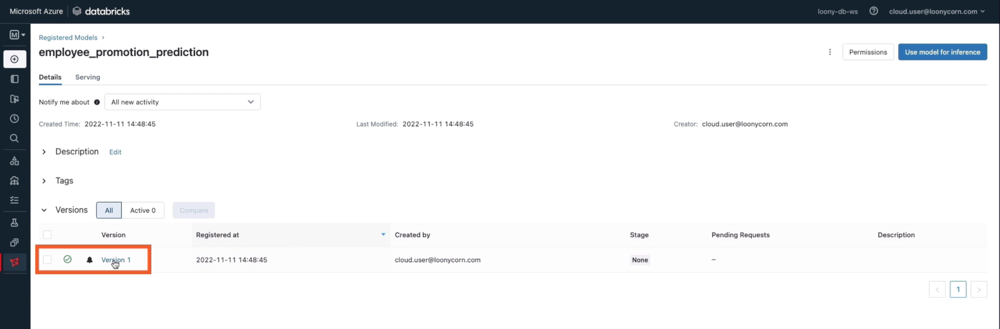 Microsoft Azure databricks loony-db-ws cloud.user@loonycorn.com
Registered Models ›
employee_promotion_prediction
Permissions Use model for inference
Details Serving
Notify me about All new activity
Created Time: 2022-11-11 14:48:45 Last Modified: 2022-11-11 14:48:45 Creator: cloud.user@loonycorn.com
Description Edit
Tags
Versions All Active 0 Compare
Version Registered at Created by Stage Pending Requests Description
Version 1 2022-11-11 14:48:45 cloud.user@loonycorn.com None –
< 1 >